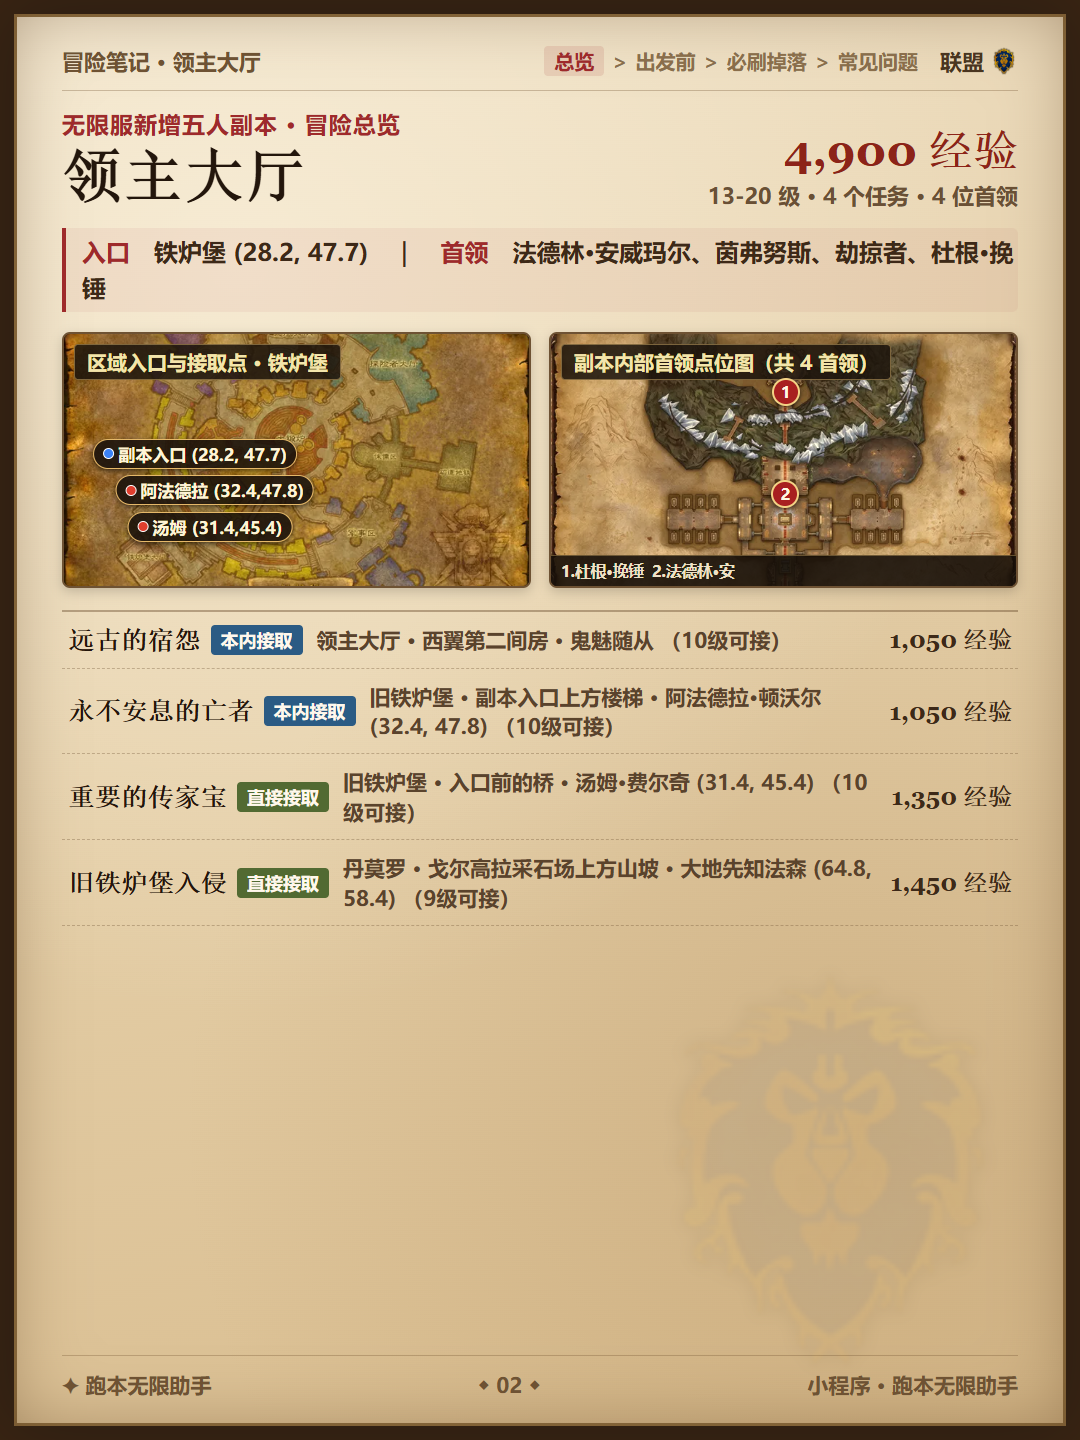 冒险笔记·领主大厅
总览 > 出发前 > 必刷掉落 > 常见问题 联盟
无限服新增五人副本·冒险总览
领主大厅
4,900 经验
13-20 级·4 个任务·4 位首领
入口 铁炉堡 (28.2, 47.7) | 首领 法德林·安威玛尔、茵弗努斯、劫掠者、杜根·挽
锤
区域入口与接取点·铁炉堡
副本入口 (28.2, 47.7)
阿法德拉 (32.4,47.8)
汤姆 (31.4,45.4)
副本内部首领点位图（共 4 首领）
1
2
1.杜根·挽锤 2.法德林·安
远古的宿怨 本内接取 领主大厅·西翼第二间房·鬼魅随从 （10级可接） 1,050 经验
永不安息的亡者 本内接取 旧铁炉堡·副本入口上方楼梯·阿法德拉·顿沃尔
(32.4, 47.8) （10级可接） 1,050 经验
重要的传家宝 直接接取 旧铁炉堡·入口前的桥·汤姆·费尔奇 (31.4, 45.4) （10
级可接） 1,350 经验
旧铁炉堡入侵 直接接取 丹莫罗·戈尔高拉采石场上方山坡·大地先知法森 (64.8,
58.4) （9级可接） 1,450 经验
✦ 跑本无限助手
◆ 02 ◆
小程序·跑本无限助手